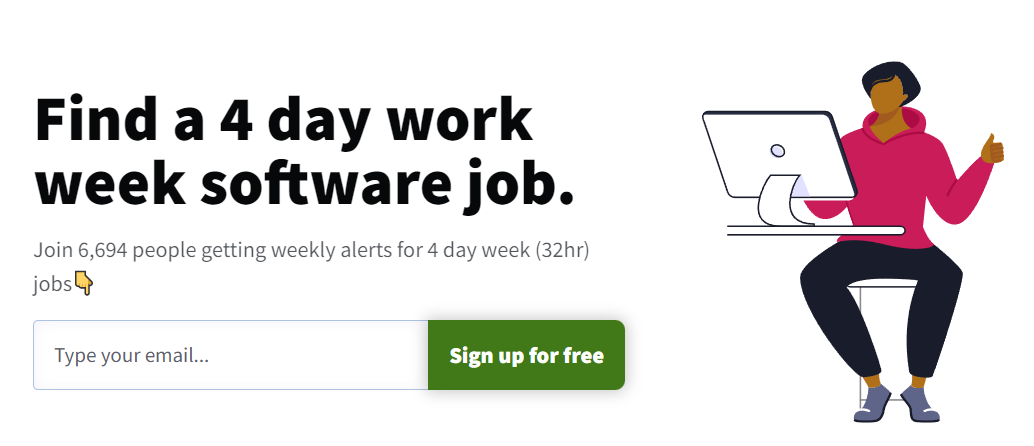 Find a 4 day work
week software job.
Join 6,694 people getting weekly alerts for 4 day week (32hr)
jobs👇
Type your email...
Sign up for free